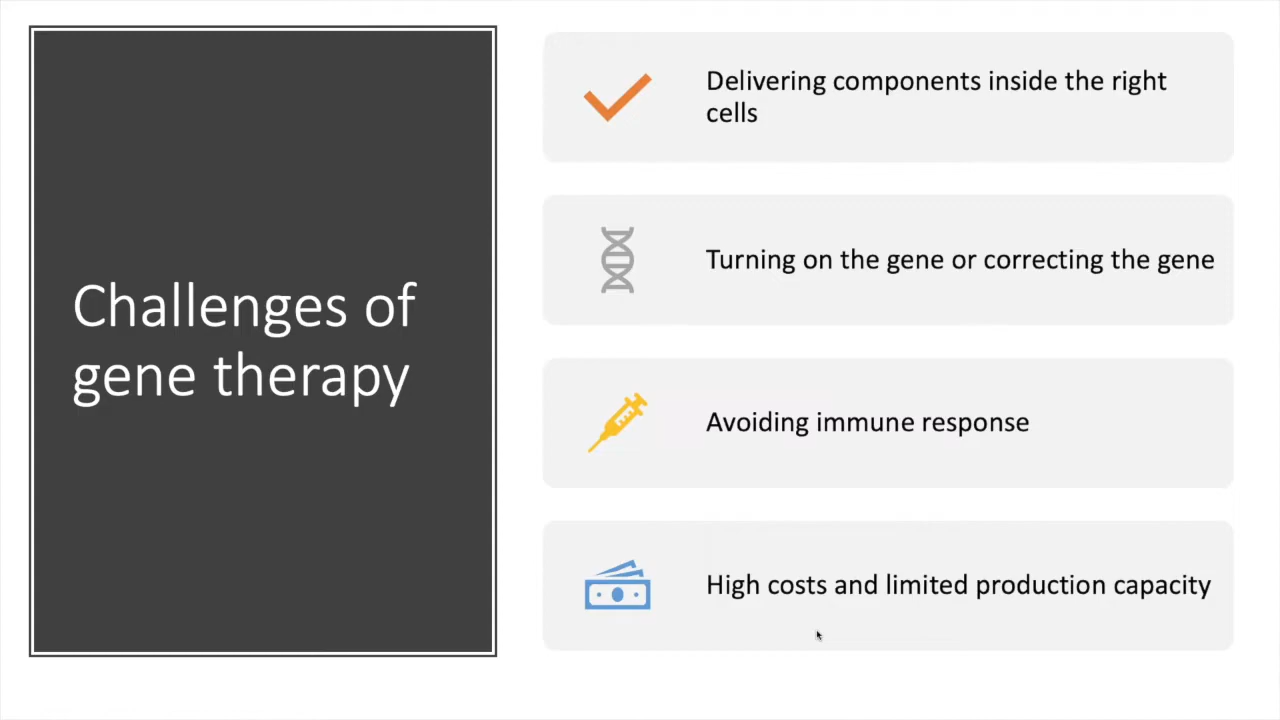 Challenges of
gene therapy
Delivering components inside the right
cells
Turning on the gene or correcting the gene
Avoiding immune response
High costs and limited production capacity